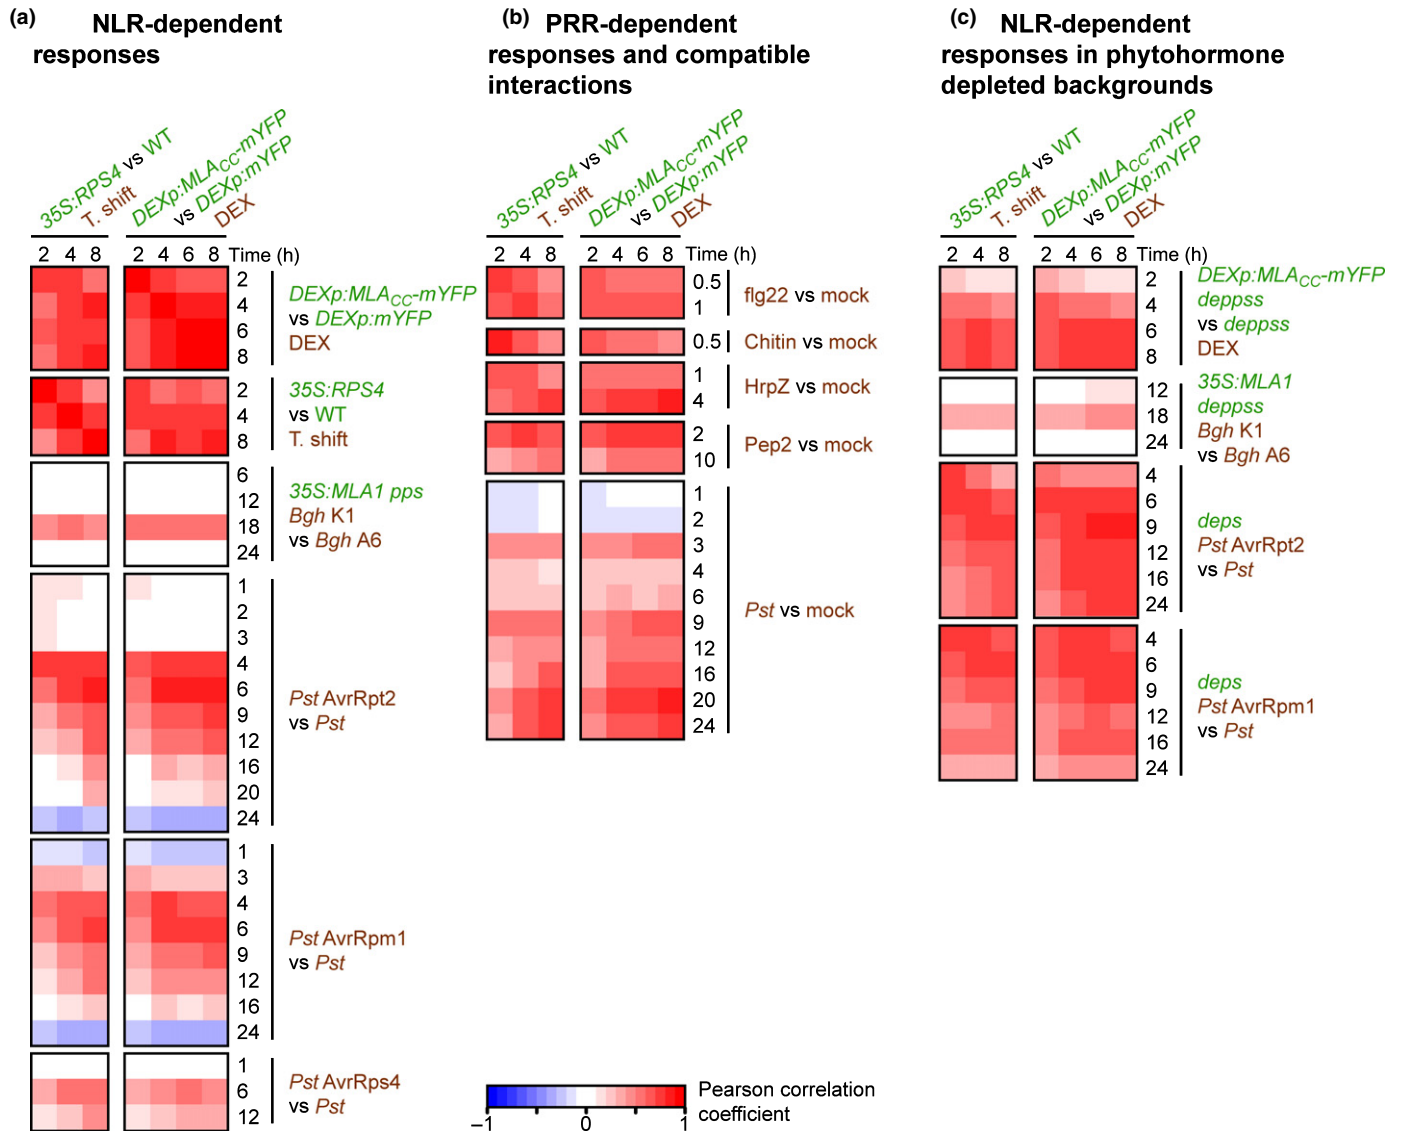 (a) NLR-dependent
responses
35S:RPS4 vs WT
T. shift
DEXp:MLACC-mYFP
vs DEXp:mYFP
DEX
2 4 8 2 4 6 8 Time (h)
2
4
6
8
DEXp:MLACC-mYFP
vs DEXp:mYFP
DEX
2
4
8
35S:RPS4
vs WT
T. shift
6
12
18
24
35S:MLA1 pps
Bgh K1
vs Bgh A6
1
2
3
4
6
9
12
16
20
24
Pst AvrRpt2
vs Pst
1
3
4
6
9
12
16
24
Pst AvrRpm1
vs Pst
1
6
12
Pst AvrRps4
vs Pst
(b) PRR-dependent
responses and compatible
interactions
35S:RPS4 vs WT
T. shift
DEXp:MLACC-mYFP
vs DEXp:mYFP
DEX
2 4 8 2 4 6 8 Time (h)
0.5
1
flg22 vs mock
0.5
Chitin vs mock
1
4
HrpZ vs mock
2
10
Pep2 vs mock
1
2
3
4
6
9
12
16
20
24
Pst vs mock
(c) NLR-dependent
responses in phytohormone
depleted backgrounds
35S:RPS4 vs WT
T. shift
DEXp:MLACC-mYFP
vs DEXp:mYFP
DEX
2 4 8 2 4 6 8 Time (h)
2
4
6
8
DEXp:MLACC-mYFP
deppss
vs deppss
DEX
12
18
24
35S:MLA1
deppss
Bgh K1
vs Bgh A6
4
6
9
12
16
24
deps
Pst AvrRpt2
vs Pst
4
6
9
12
16
24
deps
Pst AvrRpm1
vs Pst
Pearson correlation
coefficient
–1 0 1